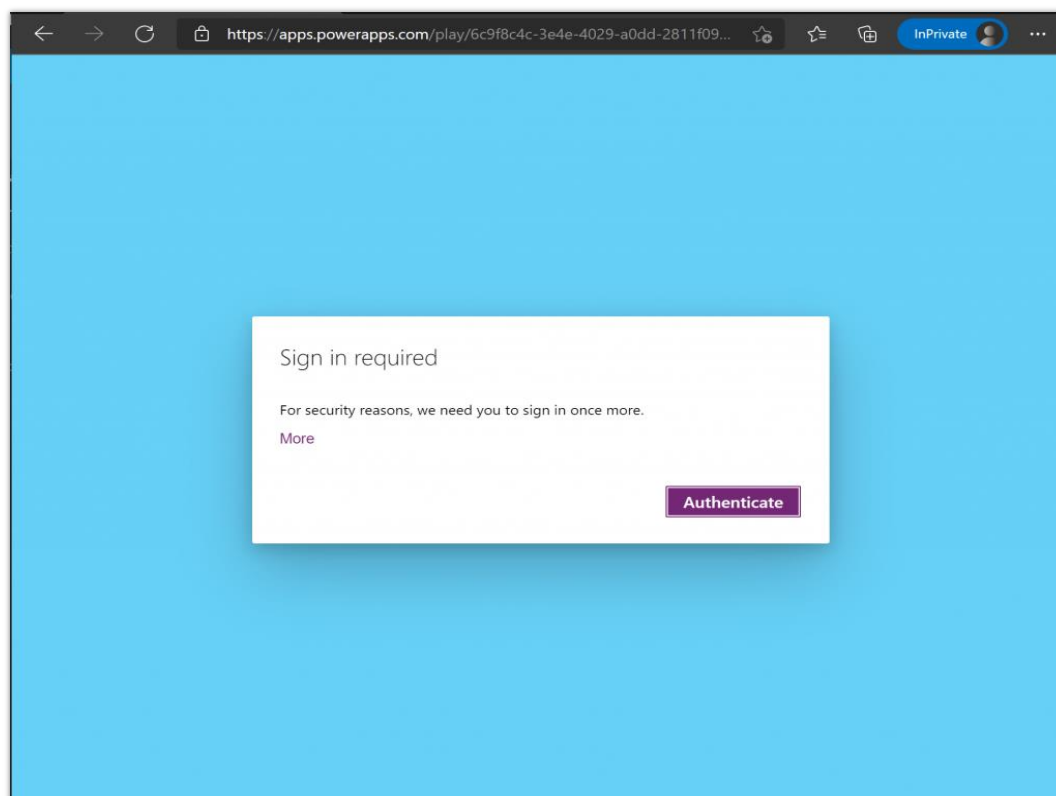 https://apps.powerapps.com/play/6c9f8c4c-3e4e-4029-a0dd-2811f09...
InPrivate
Sign in required
For security reasons, we need you to sign in once more.
More
Authenticate